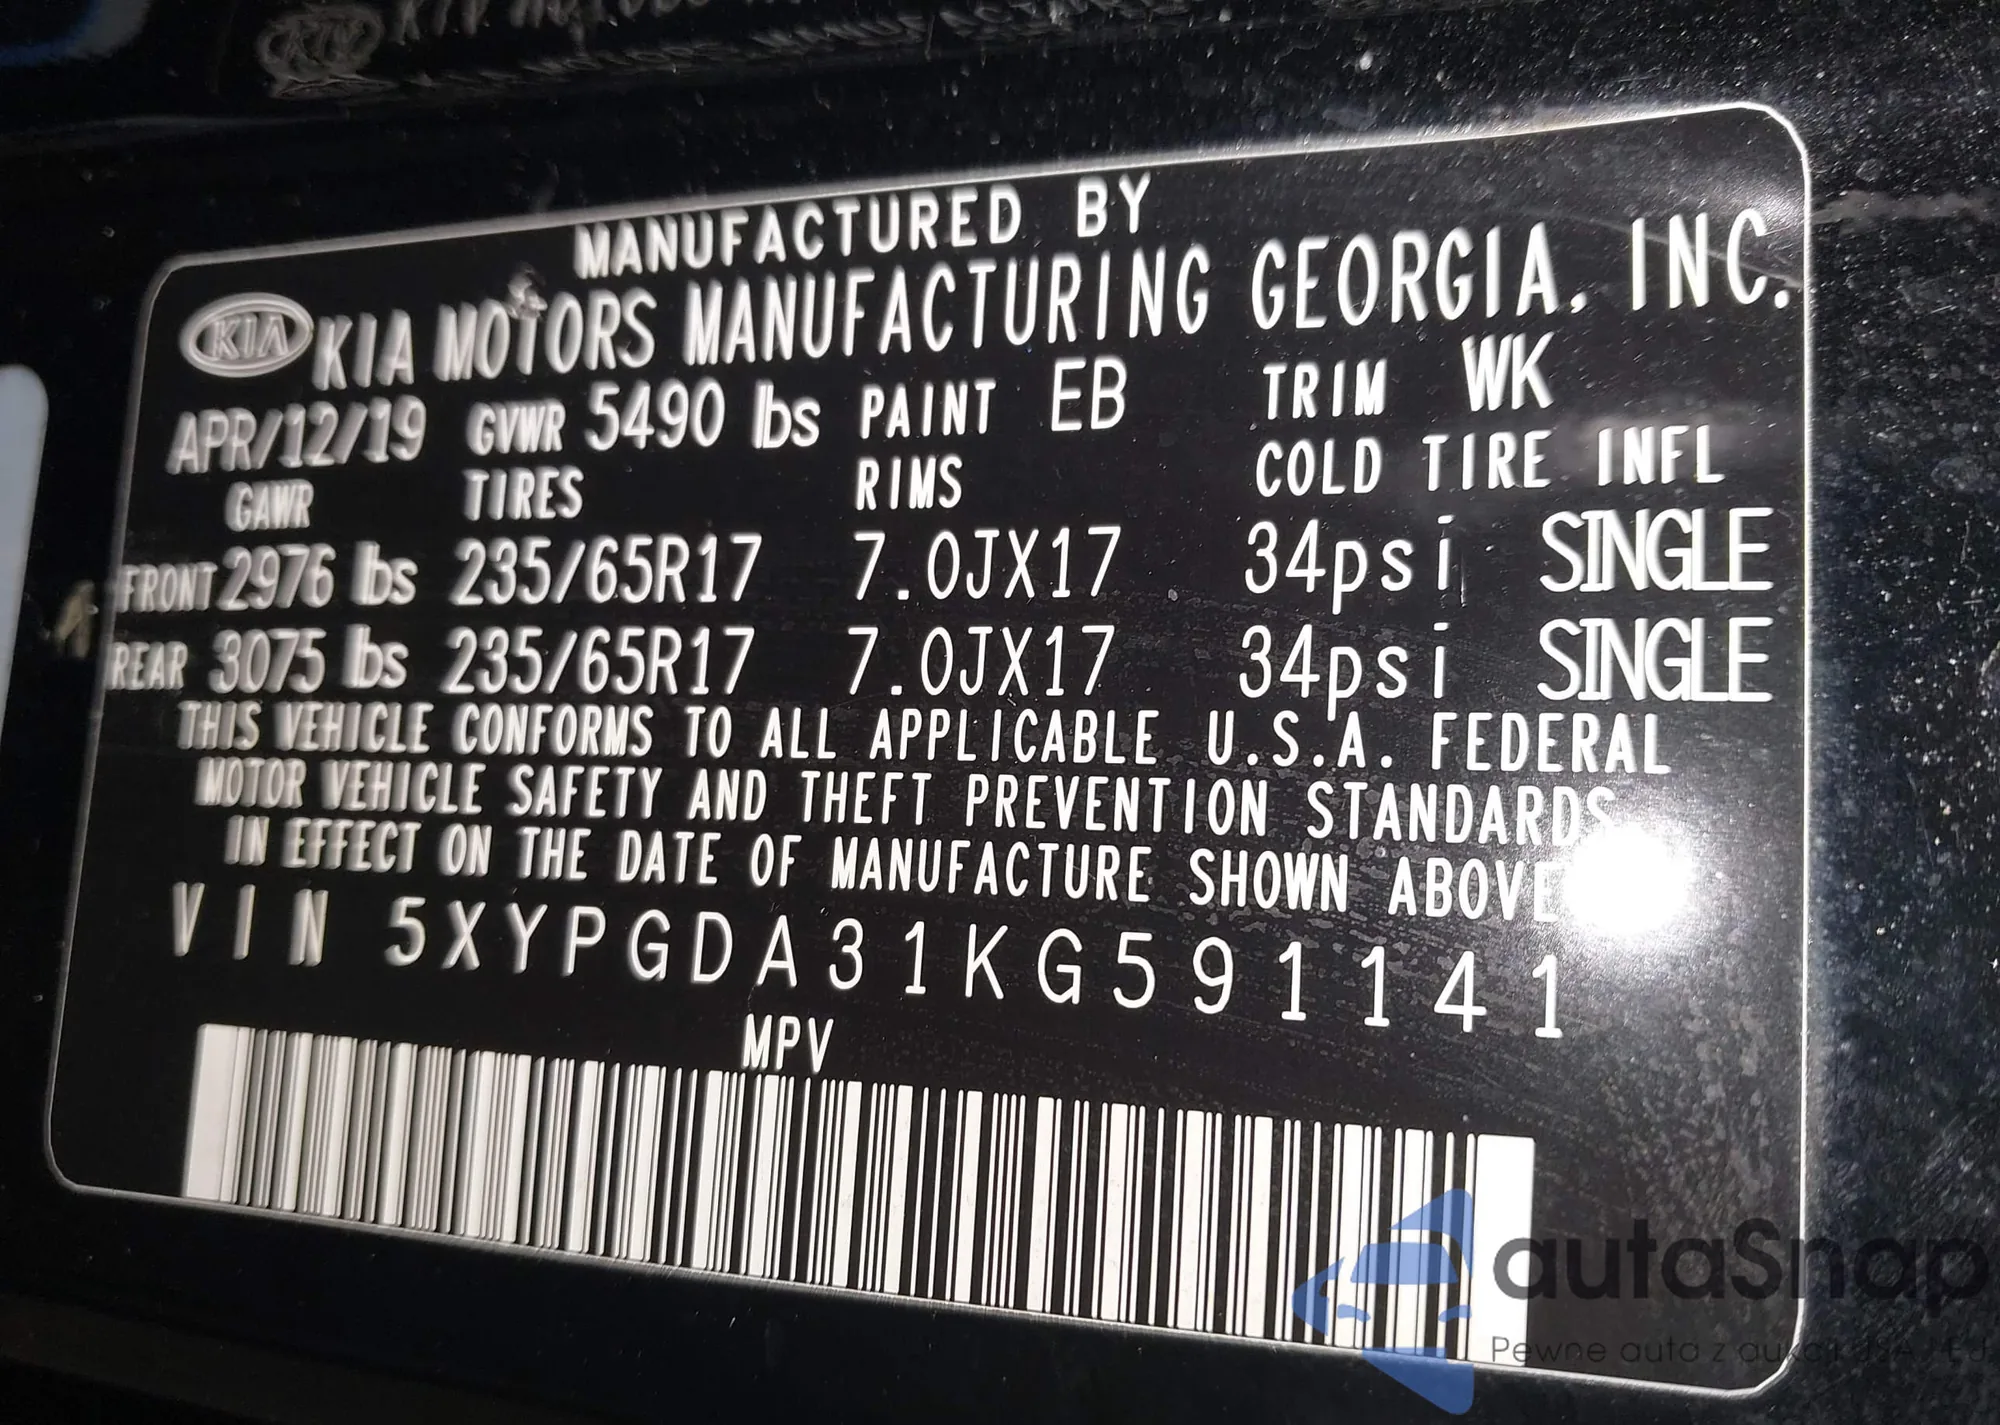 MANUFACTURED BY
KIA KIA MOTORS MANUFACTURING GEORGIA, INC.
APR/12/19 GVWR 5490 lbs PAINT EB TRIM WK
GAWR TIRES RIMS COLD TIRE INFL
FRONT 2976 lbs 235/65R17 7.0JX17 34psi SINGLE
REAR 3075 lbs 235/65R17 7.0JX17 34psi SINGLE
THIS VEHICLE CONFORMS TO ALL APPLICABLE U.S.A. FEDERAL
MOTOR VEHICLE SAFETY AND THEFT PREVENTION STANDARDS
IN EFFECT ON THE DATE OF MANUFACTURE SHOWN ABOVE
VIN 5XYPGDA31KG591141
MPV
autaSnap
Pewne auta z